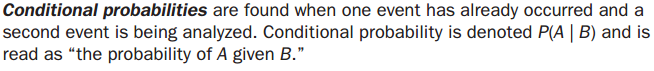 Conditional probabilities are found when one event has already occurred and a
second event is being analyzed. Conditional probability is denoted P(A | B) and is
read as “the probability of A given B.”